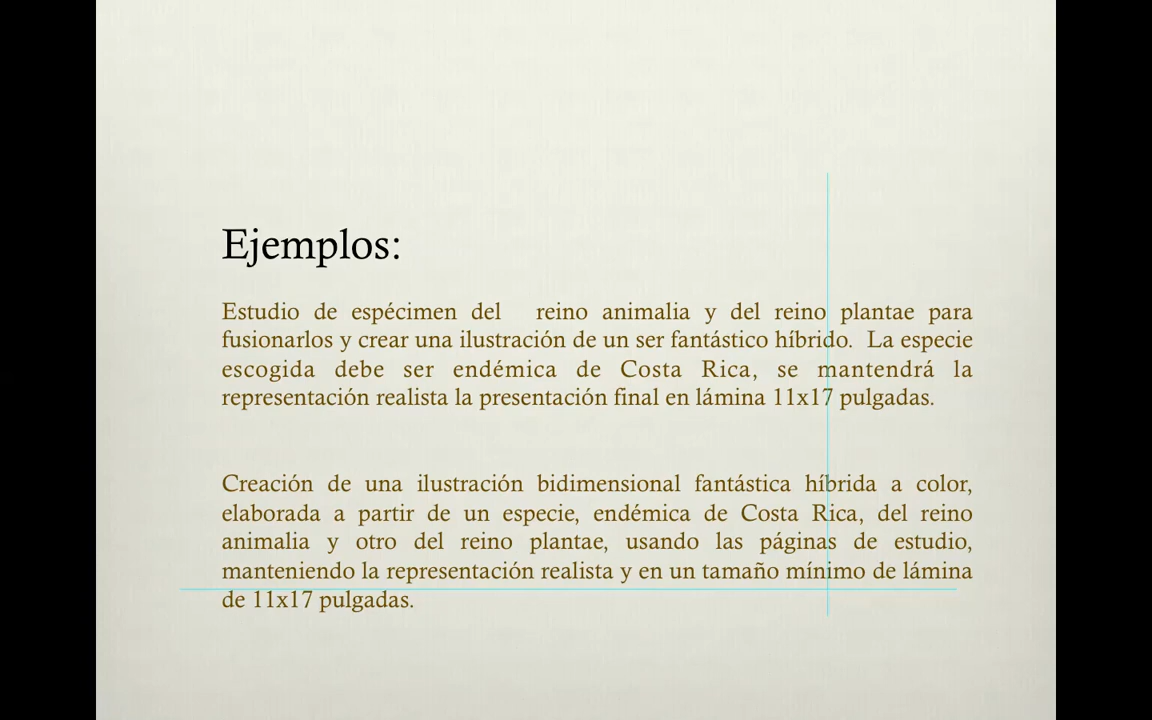 Ejemplos:
Estudio de espécimen del reino animalia y del reino plantae para
fusionarlos y crear una ilustración de un ser fantástico híbrido. La especie
escogida debe ser endémica de Costa Rica, se mantendrá la
representación realista la presentación final en lámina 11x17 pulgadas.
Creación de una ilustración bidimensional fantástica híbrida a color,
elaborada a partir de un especie, endémica de Costa Rica, del reino
animalia y otro del reino plantae, usando las páginas de estudio,
manteniendo la representación realista y en un tamaño mínimo de lámina
de 11x17 pulgadas.